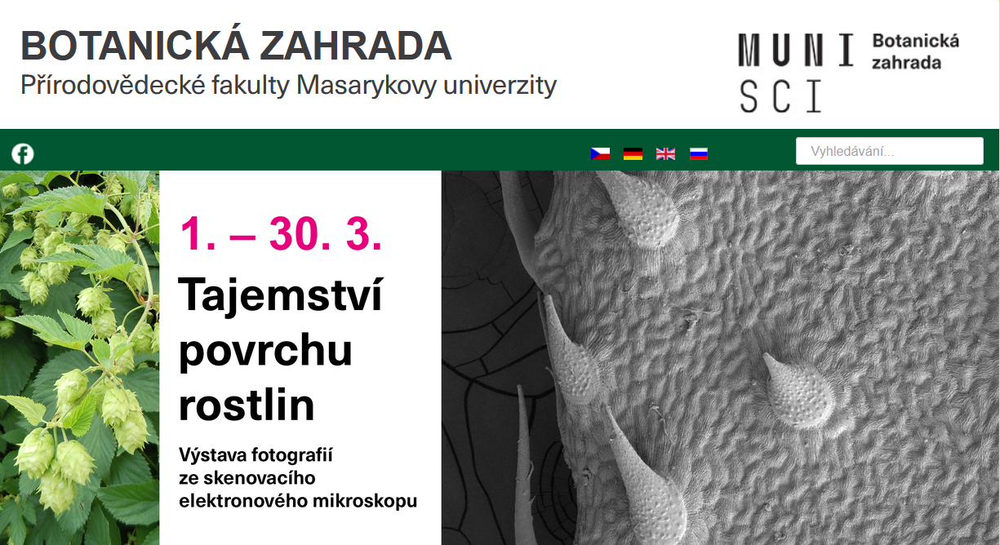 BOTANICKÁ ZAHRADA
Přírodovědecké fakulty Masarykovy univerzity
MUNI
SCI
Botanická
zahrada
Vyhledávání...
1. – 30. 3.
Tajemství
povrchu
rostlin
Výstava fotografií
ze skenovacího
elektronového mikroskopu